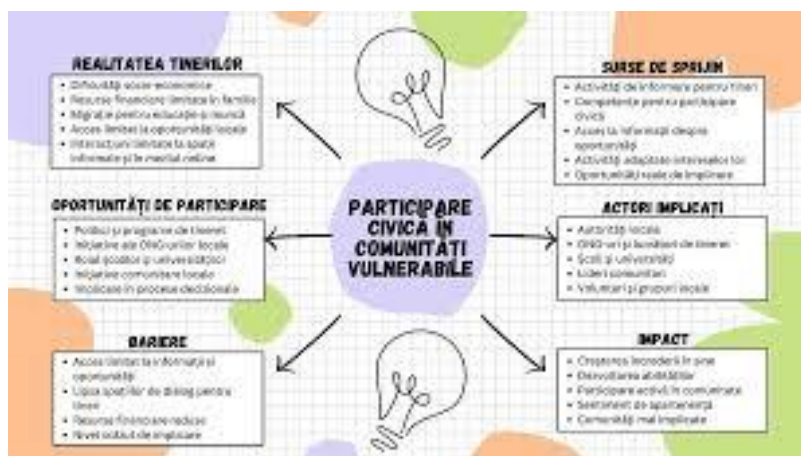 REALITATEA TINERILOR
Dificultăți socio-economice
Resurse financiare limitate în familie
Migrație pentru educație și muncă
Acces limitat la oportunități locale
Interacțiuni limitate la spații
informale și în mediul online
SURSE DE SPRIJIN
Activități de informare pentru tineri
Competențe pentru participare
civică
Acces la informații despre
oportunități
Activități adaptate intereselor lor
Oportunități reale de implicare
OPORTUNITĂȚI DE PARTICIPARE
Politici și programe de tineret
Inițiative ale ONG-urilor locale
Rolul școlilor și universităților
Inițiative comunitare locale
Implicare în procese decizionale
PARTICIPARE
CIVICĂ ÎN
COMUNITĂȚI
VULNERABILE
ACTORI IMPLICAȚI
Autorități locale
ONG-uri și lucrători de tineret
Școli și universități
Lideri comunitari
Voluntari și grupuri locale
BARIERE
Acces limitat la informații și
oportunități
Lipsa spațiilor de dialog pentru
tineri
Resurse financiare reduse
Nivel scăzut de implicare
IMPACT
Creșterea încrederii în sine
Dezvoltarea abilităților
Participare activă în comunitate
Sentiment de apartenență
Comunități mai implicate